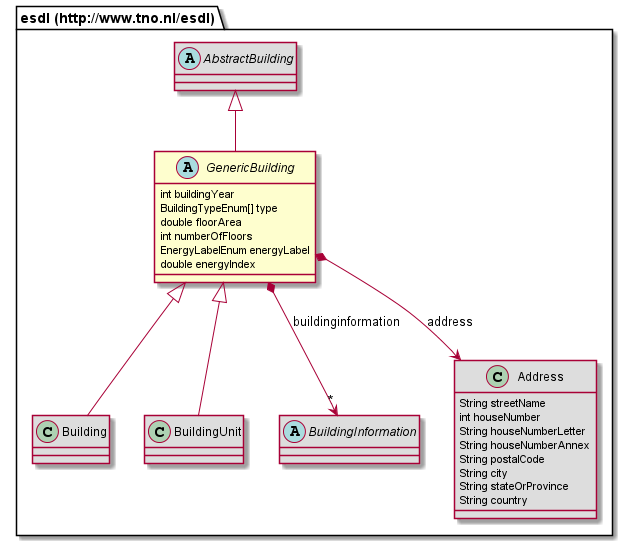 esdl (http://www.tno.nl/esdl)
A AbstractBuilding
A GenericBuilding
int buildingYear
BuildingTypeEnum[] type
double floorArea
int numberOfFloors
EnergyLabelEnum energyLabel
double energyIndex
buildinginformation
address
*
C Building
C BuildingUnit
A BuildingInformation
C Address
String streetName
int houseNumber
String houseNumberLetter
String houseNumberAnnex
String postalCode
String city
String stateOrProvince
String country